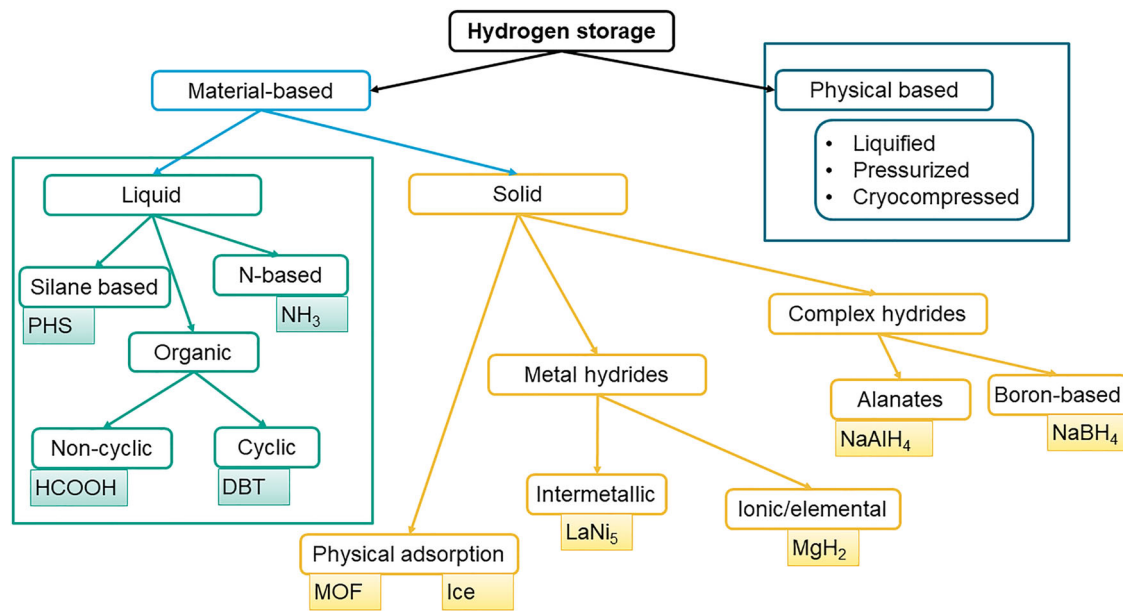 Hydrogen storage
Material-based
Physical based
• Liquified
• Pressurized
• Cryocompressed
Liquid
Solid
Silane based
PHS
N-based
NH₃
Organic
Non-cyclic
HCOOH
Cyclic
DBT
Physical adsorption
MOF
Ice
Metal hydrides
Intermetallic
LaNi₅
Ionic/elemental
MgH₂
Complex hydrides
Alanates
NaAlH₄
Boron-based
NaBH₄